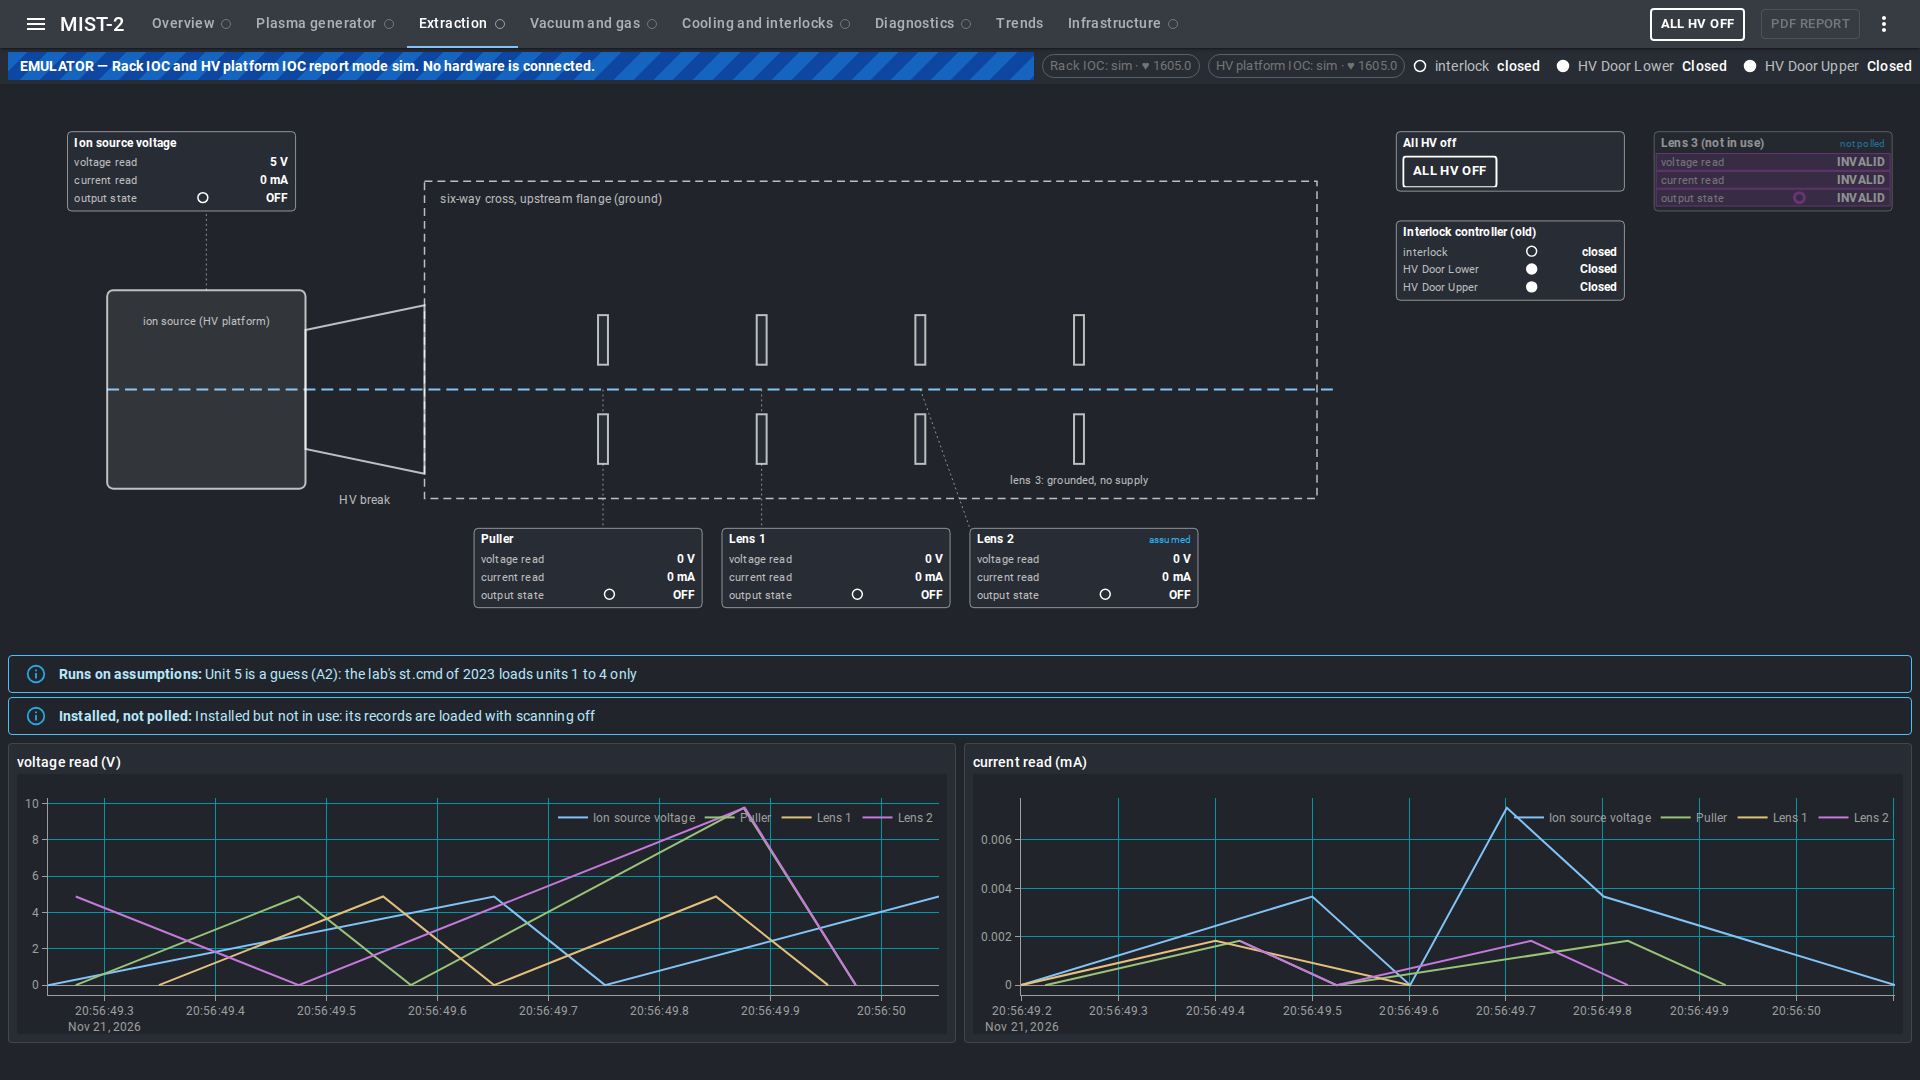 MIST-2 Overview Plasma generator Extraction Vacuum and gas Cooling and interlocks Diagnostics Trends Infrastructure ALL HV OFF PDF REPORT
EMULATOR — Rack IOC and HV platform IOC report mode sim. No hardware is connected. Rack IOC: sim · ♥ 1605.0 HV platform IOC: sim · ♥ 1605.0 interlock closed HV Door Lower Closed HV Door Upper Closed
Ion source voltage
voltage read 5 V
current read 0 mA
output state OFF
All HV off
ALL HV OFF
Lens 3 (not in use) not polled
voltage read INVALID
current read INVALID
output state INVALID
six-way cross, upstream flange (ground)
Interlock controller (old)
interlock closed
HV Door Lower Closed
HV Door Upper Closed
ion source (HV platform)
lens 3: grounded, no supply
HV break
Puller
voltage read 0 V
current read 0 mA
output state OFF
Lens 1
voltage read 0 V
current read 0 mA
output state OFF
Lens 2 assumed
voltage read 0 V
current read 0 mA
output state OFF
Runs on assumptions: Unit 5 is a guess (A2): the lab's st.cmd of 2023 loads units 1 to 4 only
Installed, not polled: Installed but not in use: its records are loaded with scanning off
voltage read (V)
Ion source voltage Puller Lens 1 Lens 2
10
8
6
4
2
0
20:56:49.3 20:56:49.4 20:56:49.5 20:56:49.6 20:56:49.7 20:56:49.8 20:56:49.9 20:56:50
Nov 21, 2026
current read (mA)
Ion source voltage Puller Lens 1 Lens 2
0.006
0.004
0.002
0
20:56:49.2 20:56:49.3 20:56:49.4 20:56:49.5 20:56:49.6 20:56:49.7 20:56:49.8 20:56:49.9 20:56:50
Nov 21, 2026